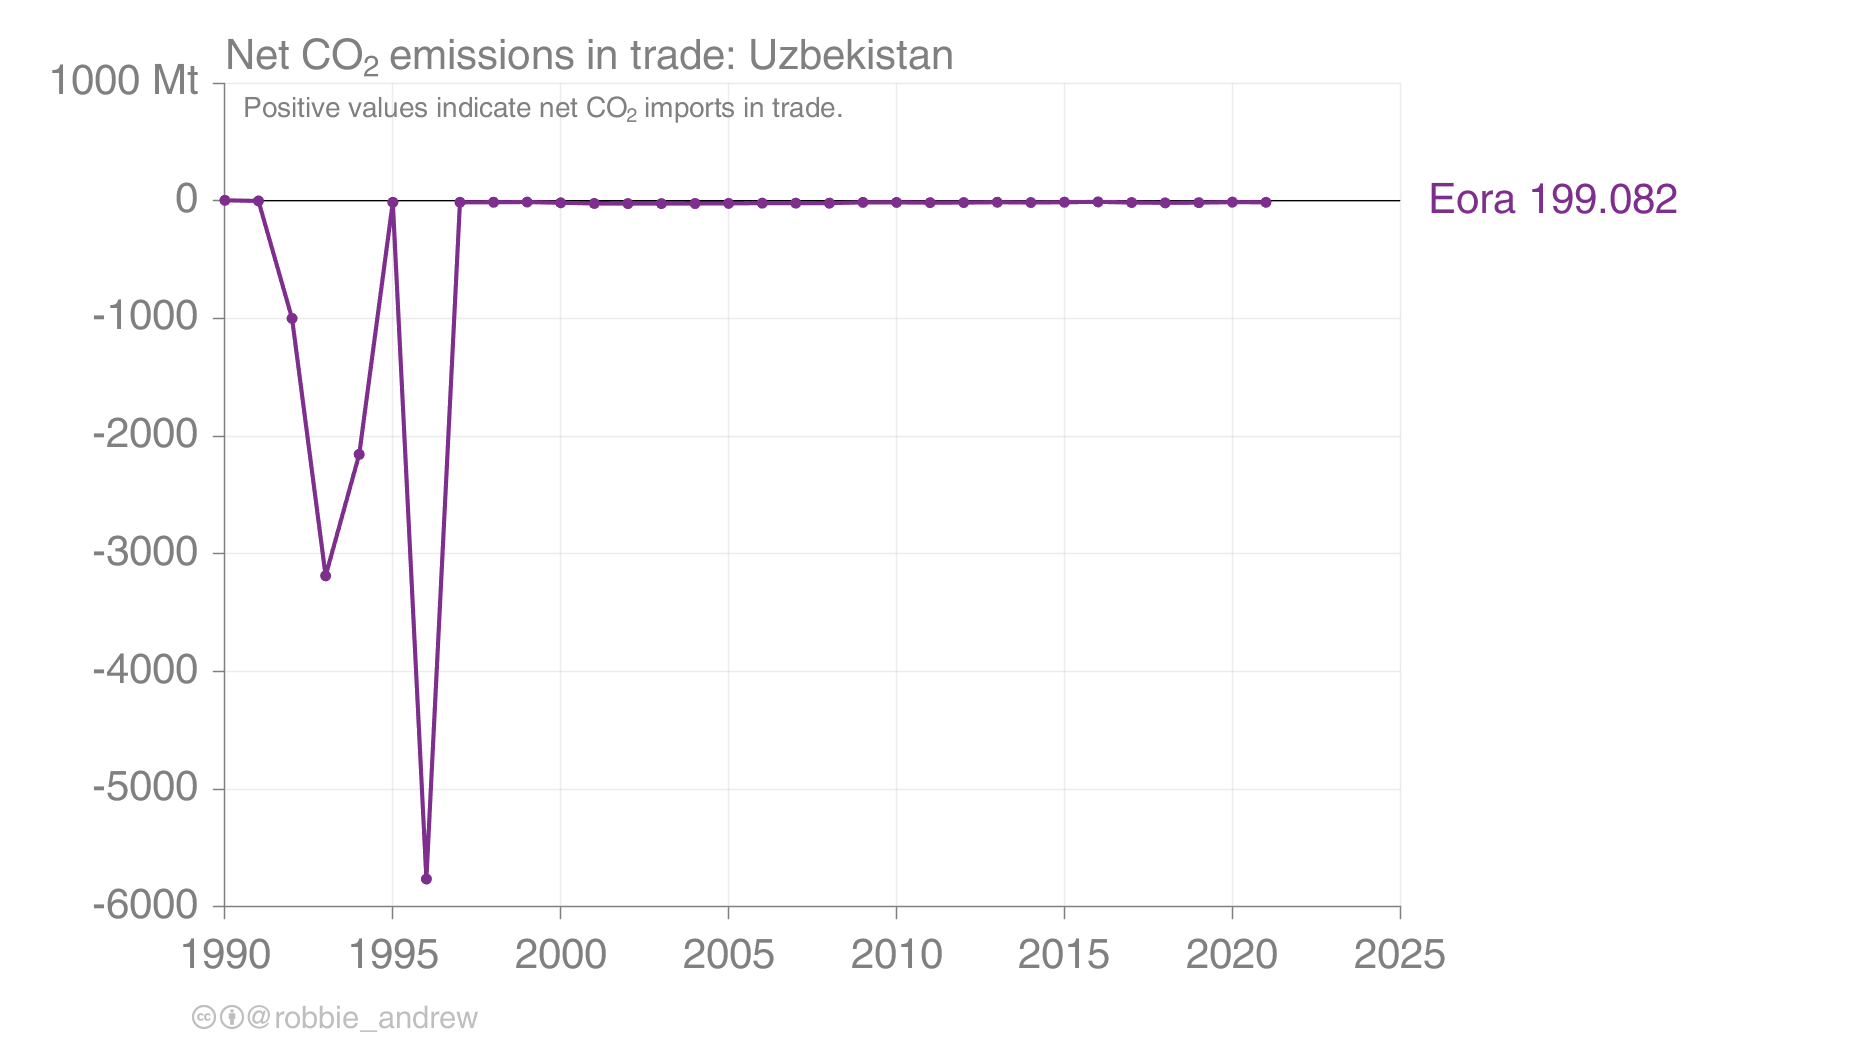 Net CO₂ emissions in trade: Uzbekistan
1000 Mt
Positive values indicate net CO₂ imports in trade.
0
Eora 199.082
-1000
-2000
-3000
-4000
-5000
-6000
1990 1995 2000 2005 2010 2015 2020 2025
@robbie_andrew